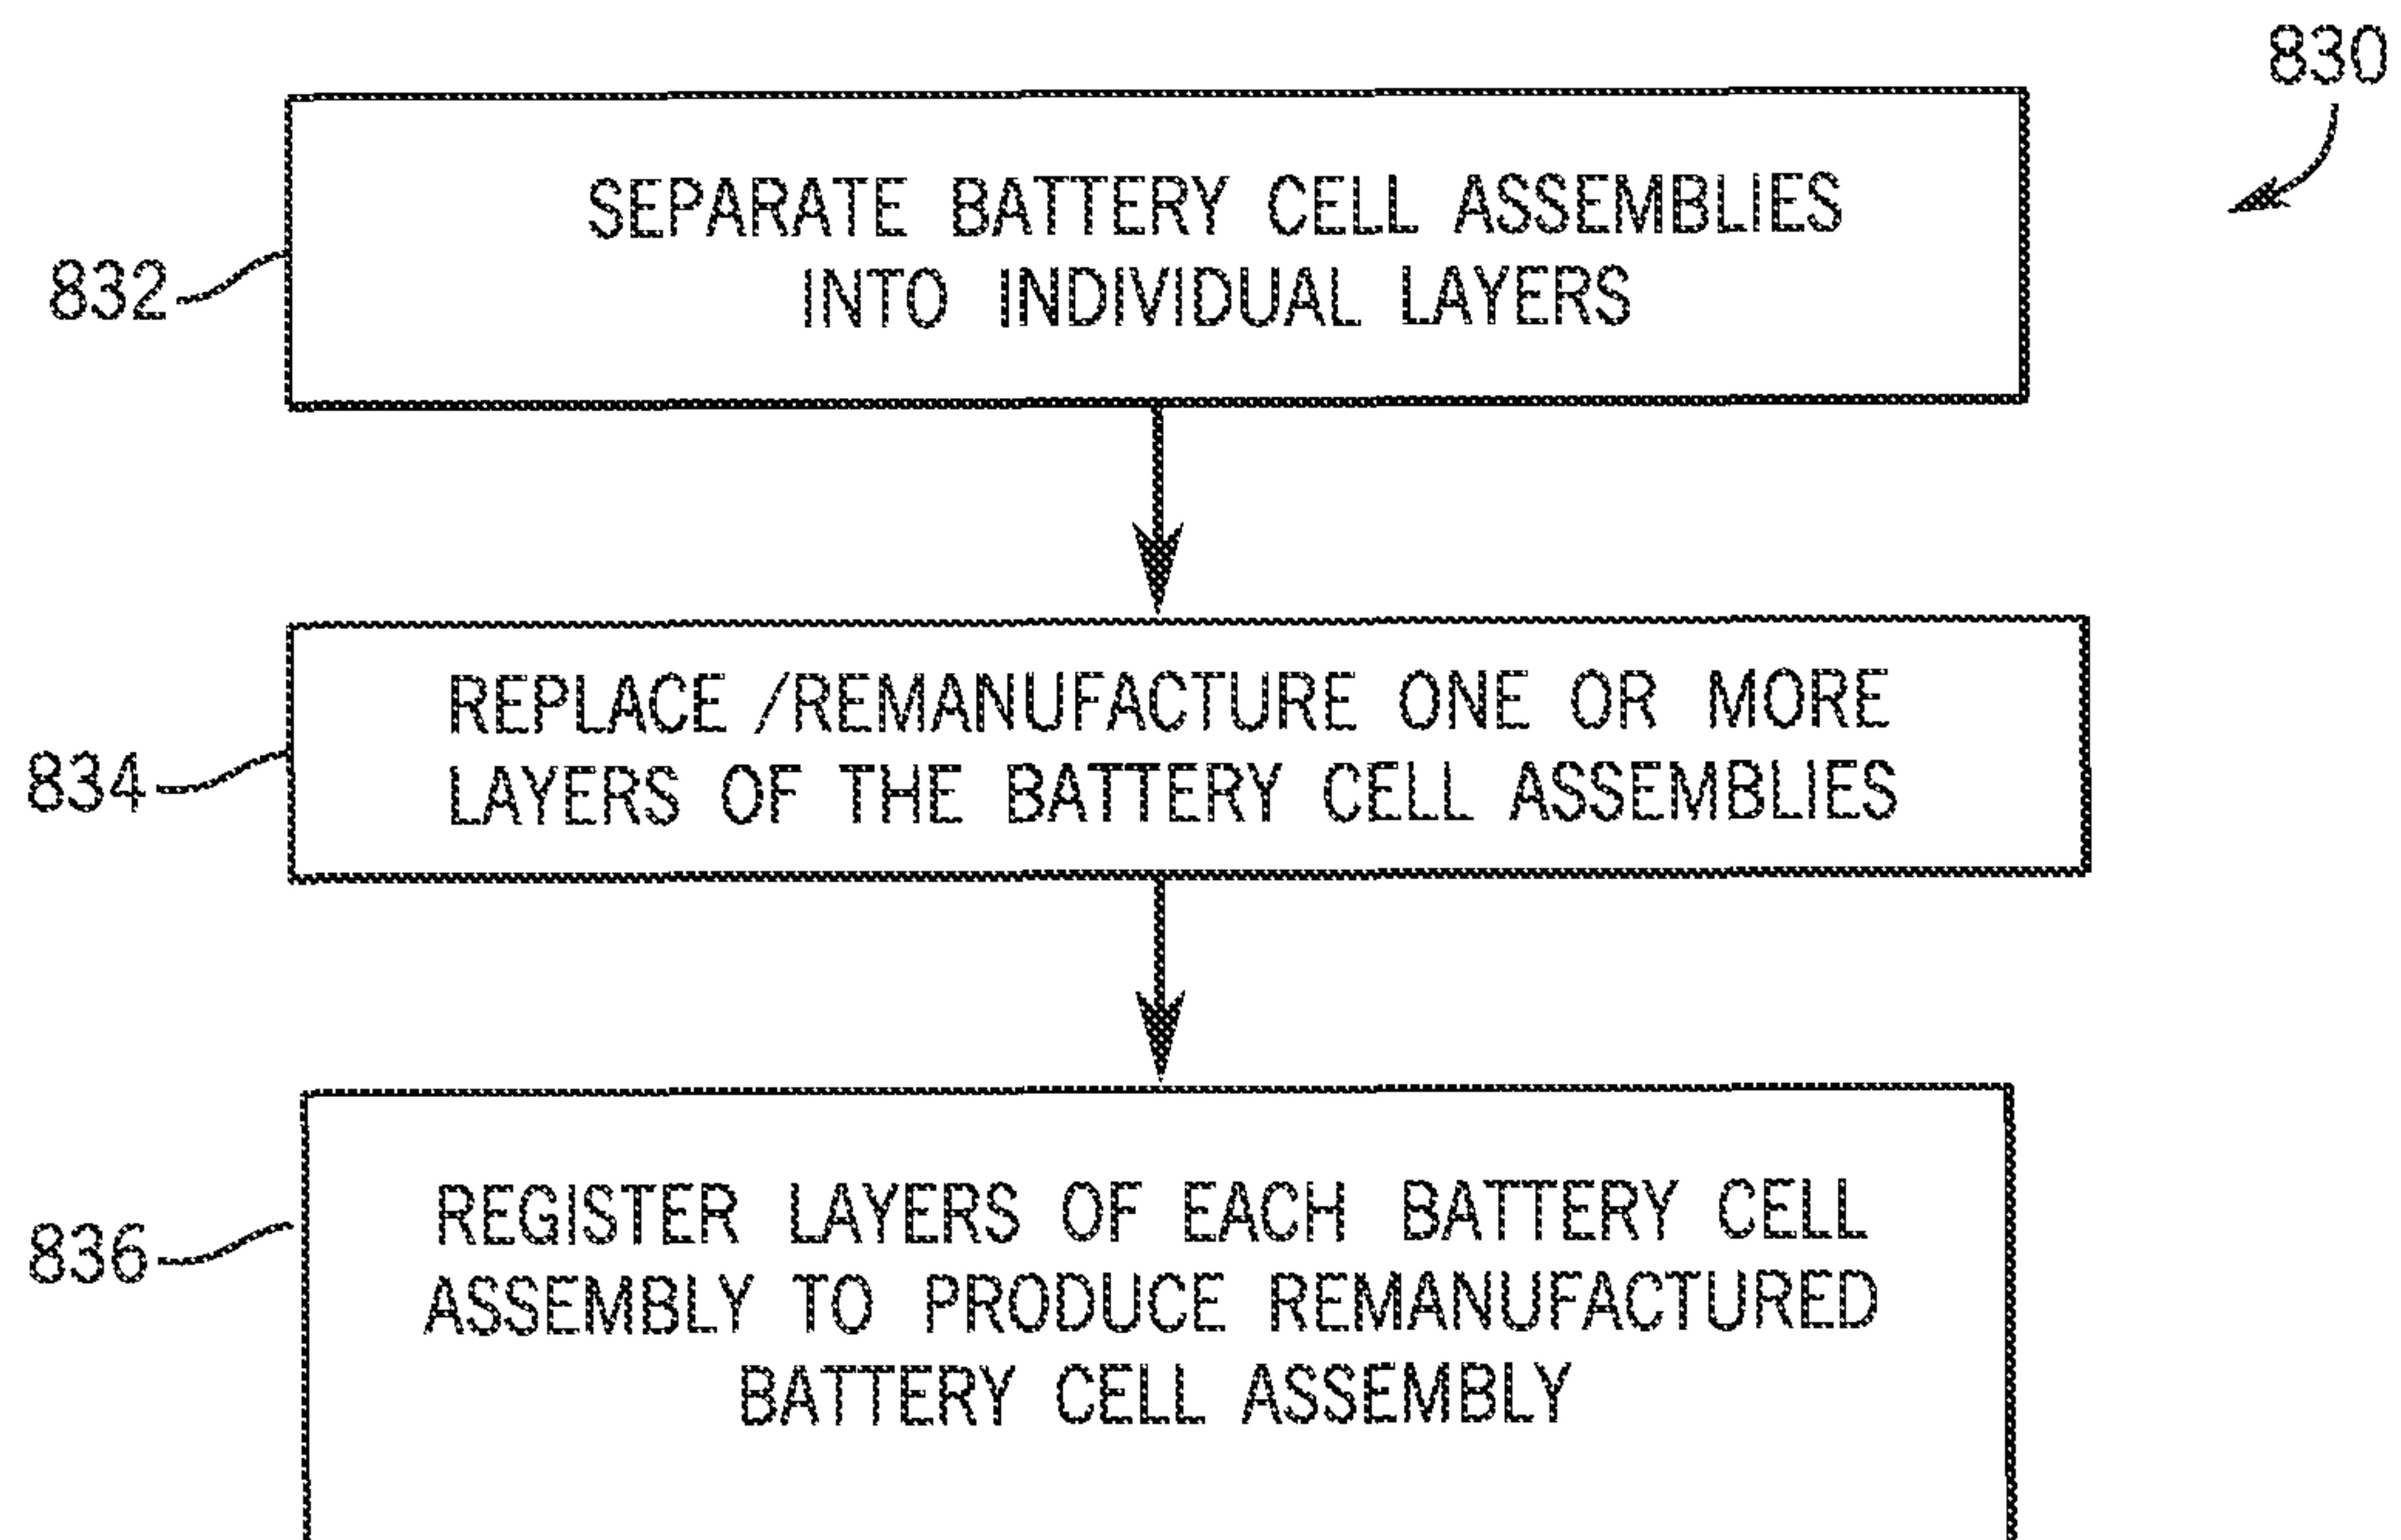 830
832
SEPARATE BATTERY CELL ASSEMBLIES
INTO INDIVIDUAL LAYERS
834
REPLACE /REMANUFACTURE ONE OR MORE
LAYERS OF THE BATTERY CELL ASSEMBLIES
836
REGISTER LAYERS OF EACH BATTERY CELL
ASSEMBLY TO PRODUCE REMANUFACTURED
BATTERY CELL ASSEMBLY